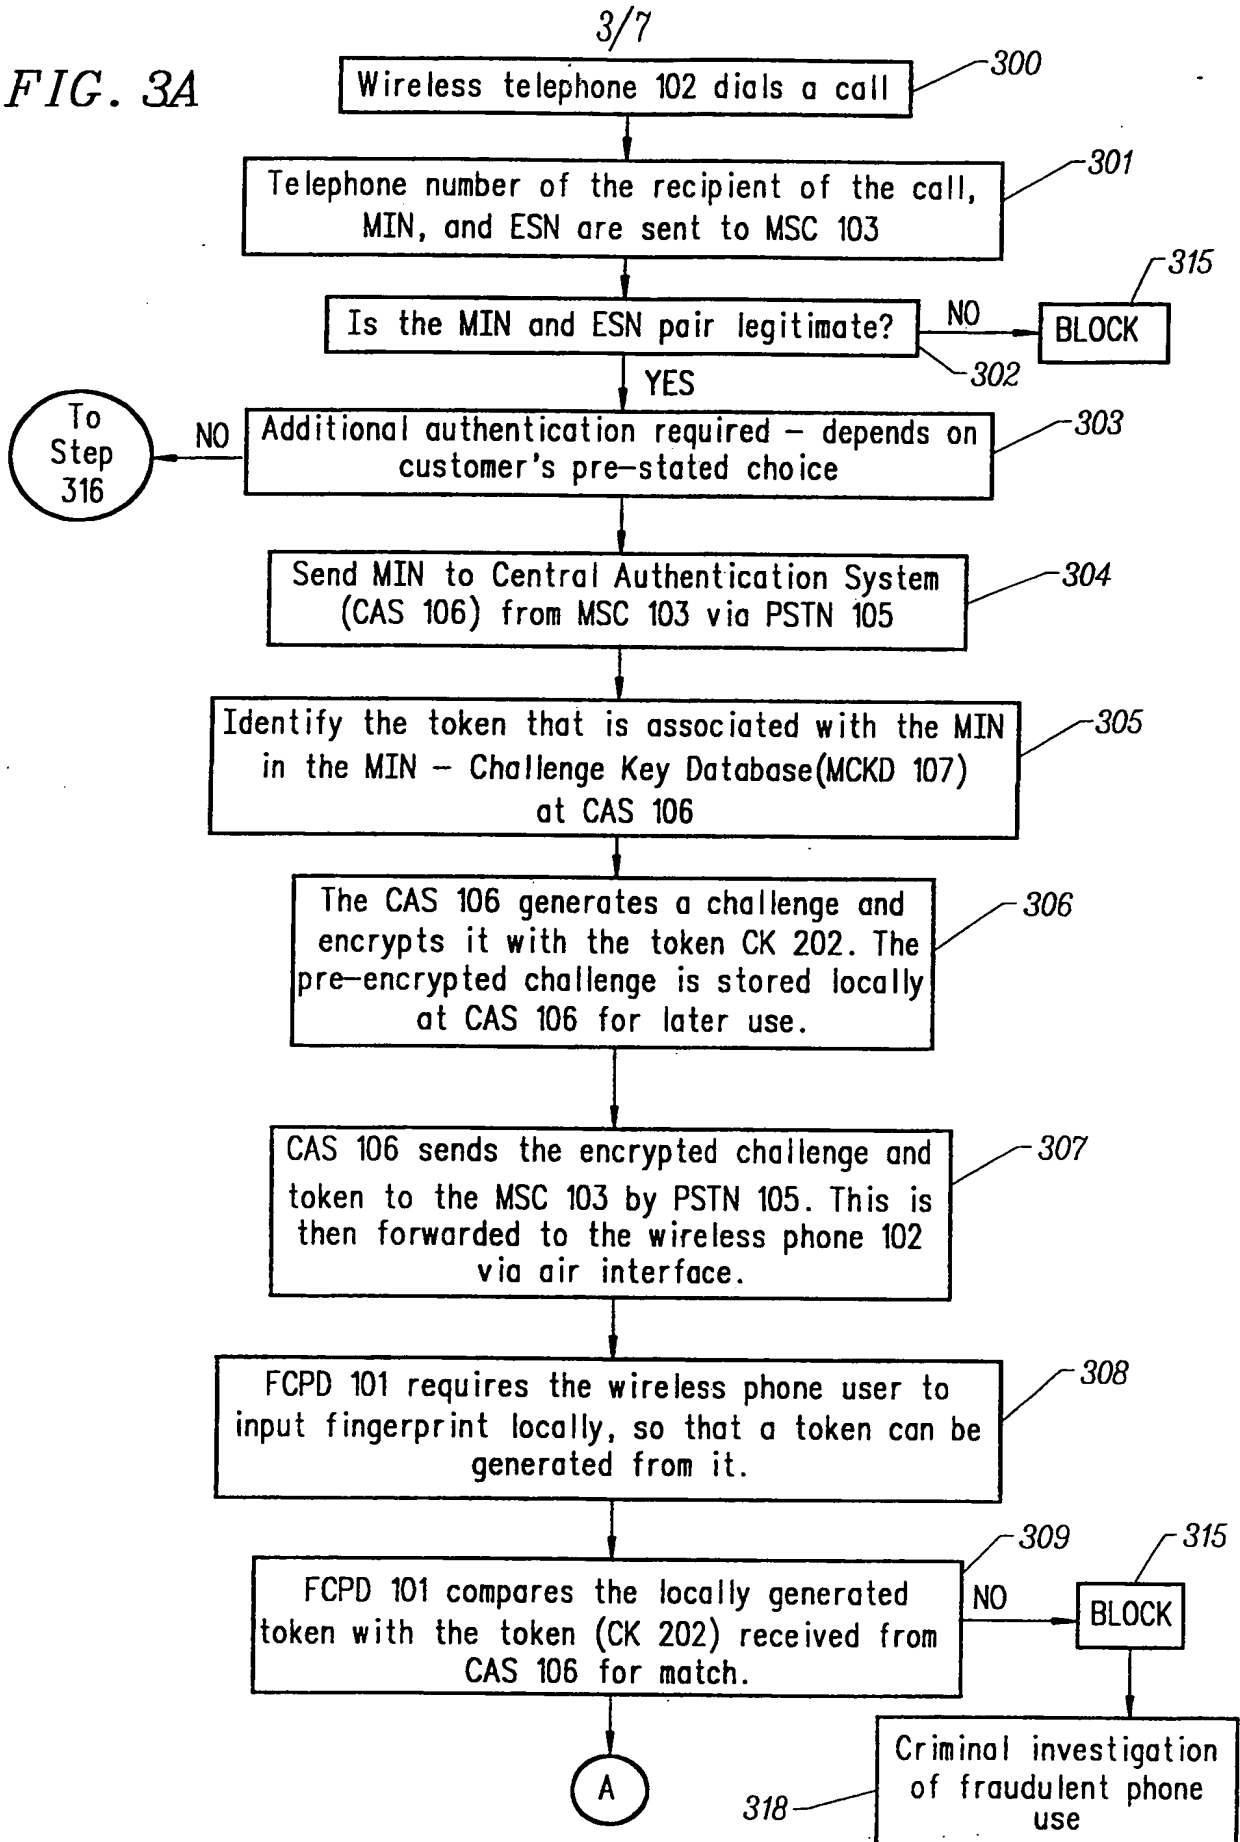 3/7
FIG. 3A
Wireless telephone 102 dials a call
300
Telephone number of the recipient of the call,
MIN, and ESN are sent to MSC 103
301
Is the MIN and ESN pair legitimate?
302
NO
BLOCK
315
YES
To
Step
316
NO
Additional authentication required – depends on
customer's pre-stated choice
303
Send MIN to Central Authentication System
(CAS 106) from MSC 103 via PSTN 105
304
Identify the token that is associated with the MIN
in the MIN – Challenge Key Database(MCKD 107)
at CAS 106
305
The CAS 106 generates a challenge and
encrypts it with the token CK 202. The
pre-encrypted challenge is stored locally
at CAS 106 for later use.
306
CAS 106 sends the encrypted challenge and
token to the MSC 103 by PSTN 105. This is
then forwarded to the wireless phone 102
via air interface.
307
FCPD 101 requires the wireless phone user to
input fingerprint locally, so that a token can be
generated from it.
308
FCPD 101 compares the locally generated
token with the token (CK 202) received from
CAS 106 for match.
309
NO
BLOCK
315
A
Criminal investigation
of fraudulent phone
use
318